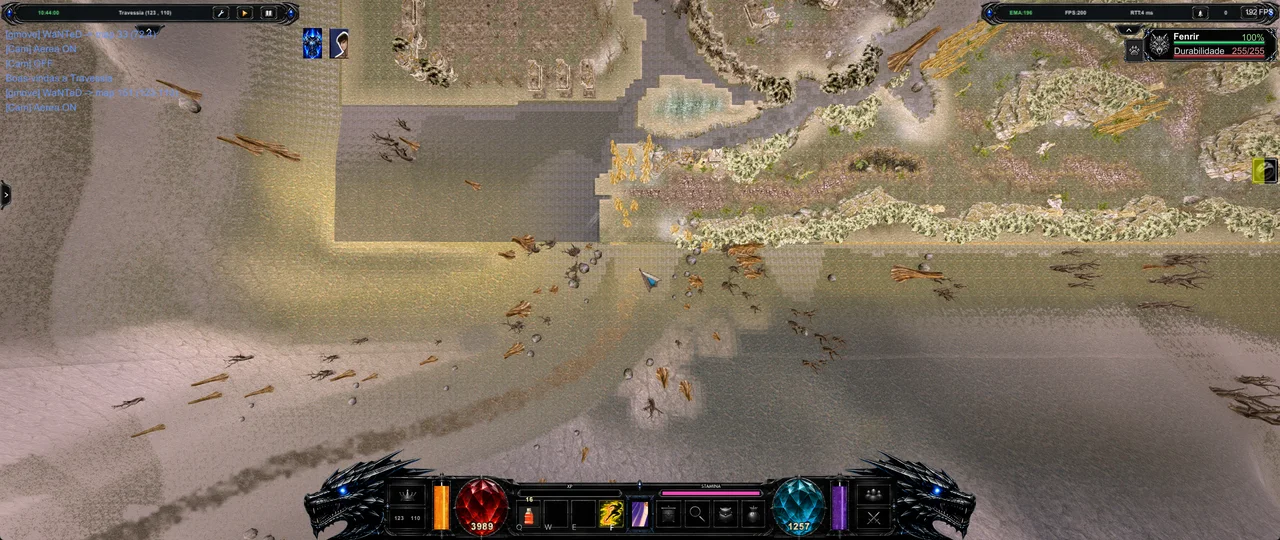 10:44:00
Travessia (123 , 110)
EMA:196
FPS:200
RTT:4 ms
0
192 FPS
[Cam] Aerea ON
[Cam] OFF
[Cam] Aerea ON
Fenrir 100%
Durabilidade 255/255
XP
STAMINA
16
123 110
3989
Q W E F
1257